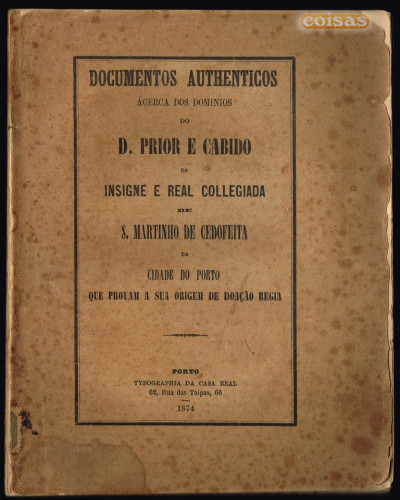 coisas
DOCUMENTOS AUTHENTICOS
ÁCERCA DOS DOMINIOS
DO
D. PRIOR E CABIDO
DA
INSIGNE E REAL COLLEGIADA
DE
S. MARTINHO DE CEDOFEITA
DA
CIDADE DO PORTO
QUE PROVAM A SUA ORIGEM DE DOAÇÃO REGIA
PORTO
TYPOGRAPHIA DA CASA REAL
62, Rua das Taipas, 66
1874